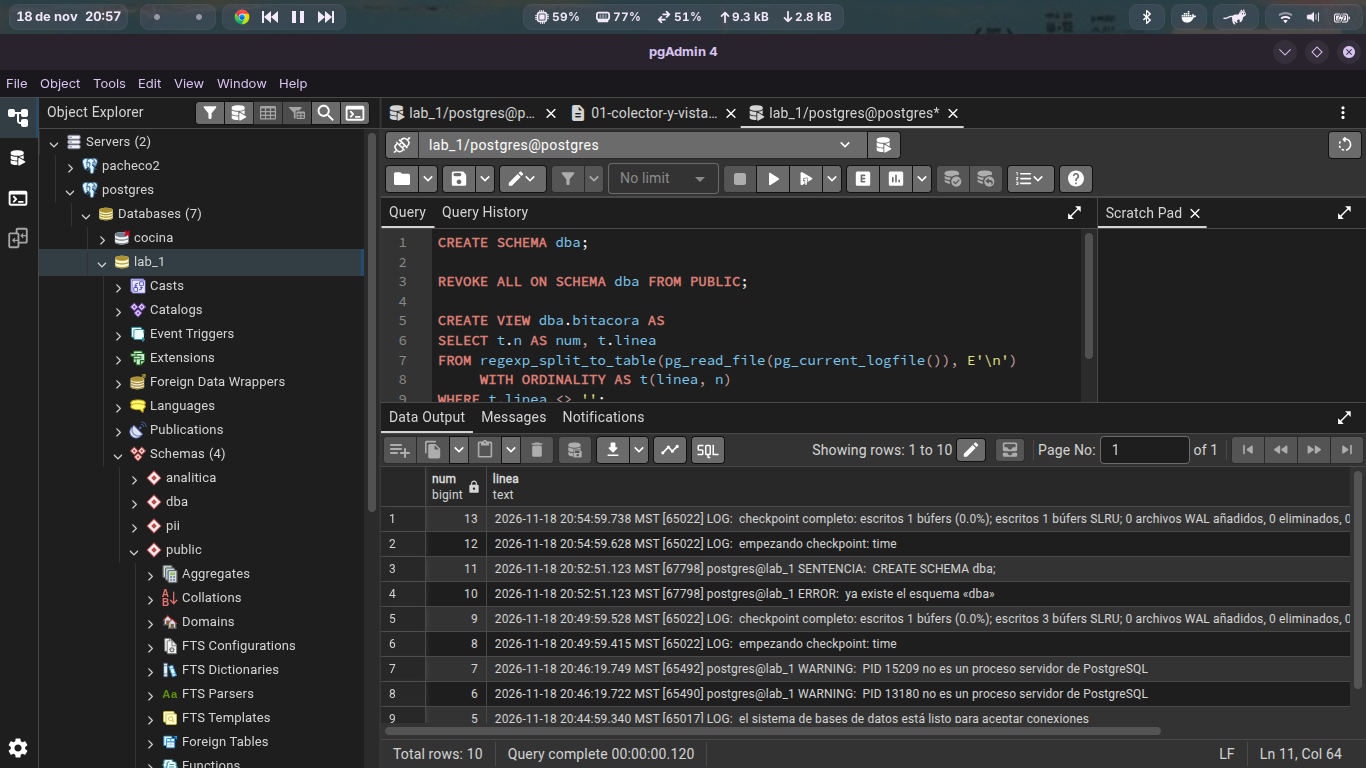 18 de nov 20:57
59% 77% 51% 9.3 kB 2.8 kB
pgAdmin 4
File Object Tools Edit View Window Help
Object Explorer
lab_1/postgres@p... 01-colector-y-vista... lab_1/postgres@postgres*
Servers (2)
pacheco2
postgres
Databases (7)
cocina
lab_1
Casts
Catalogs
Event Triggers
Extensions
Foreign Data Wrappers
Languages
Publications
Schemas (4)
analitica
dba
pii
public
Aggregates
Collations
Domains
FTS Configurations
FTS Dictionaries
Aa FTS Parsers
FTS Templates
Foreign Tables
Functions
lab_1/postgres@postgres
No limit
E
Query Query History
Scratch Pad
1 CREATE SCHEMA dba;
2
3 REVOKE ALL ON SCHEMA dba FROM PUBLIC;
4
5 CREATE VIEW dba.bitacora AS
6 SELECT t.n AS num, t.linea
7 FROM regexp_split_to_table(pg_read_file(pg_current_logfile()), E'\n')
8 WITH ORDINALITY AS t(linea, n)
9 WHERE t.linea <> '';
Data Output Messages Notifications
SQL
Showing rows: 1 to 10
Page No: 1 of 1
num
bigint
linea
text
1 13 2026-11-18 20:54:59.738 MST [65022] LOG: checkpoint completo: escritos 1 búfers (0.0%); escritos 1 búfers SLRU; 0 archivos WAL añadidos, 0 eliminados, 0
2 12 2026-11-18 20:54:59.628 MST [65022] LOG: empezando checkpoint: time
3 11 2026-11-18 20:52:51.123 MST [67798] postgres@lab_1 SENTENCIA: CREATE SCHEMA dba;
4 10 2026-11-18 20:52:51.123 MST [67798] postgres@lab_1 ERROR: ya existe el esquema «dba»
5 9 2026-11-18 20:49:59.528 MST [65022] LOG: checkpoint completo: escritos 1 búfers (0.0%); escritos 3 búfers SLRU; 0 archivos WAL añadidos, 0 eliminados, 0
6 8 2026-11-18 20:49:59.415 MST [65022] LOG: empezando checkpoint: time
7 7 2026-11-18 20:46:19.749 MST [65492] postgres@lab_1 WARNING: PID 15209 no es un proceso servidor de PostgreSQL
8 6 2026-11-18 20:46:19.722 MST [65490] postgres@lab_1 WARNING: PID 13180 no es un proceso servidor de PostgreSQL
9 5 2026-11-18 20:44:59.340 MST [65017] LOG: el sistema de bases de datos está listo para aceptar conexiones
Total rows: 10 Query complete 00:00:00.120 LF Ln 11, Col 64